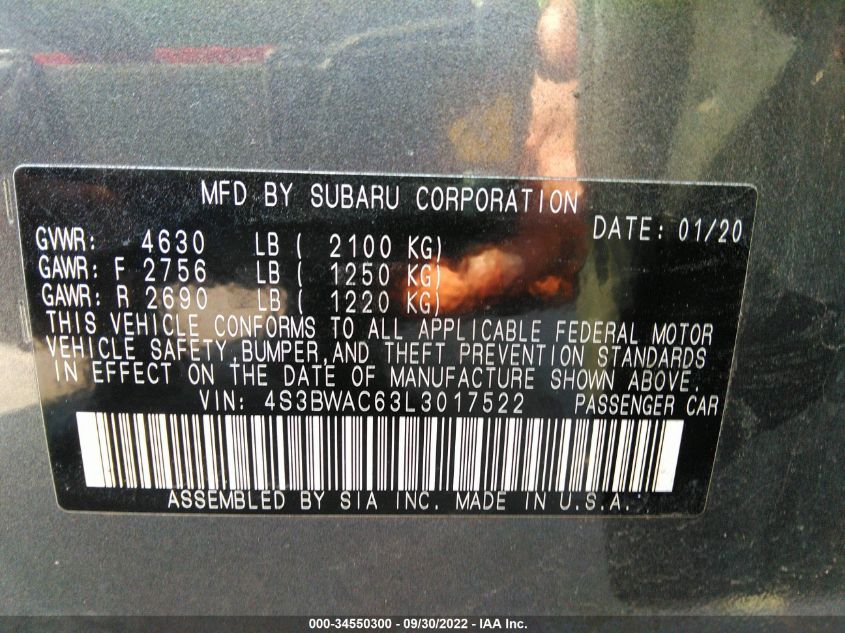 MFD BY SUBARU CORPORATION
DATE: 01/20
GVWR: 4630 LB ( 2100 KG)
GAWR: F 2756 LB ( 1250 KG)
GAWR: R 2690 LB ( 1220 KG)
THIS VEHICLE CONFORMS TO ALL APPLICABLE FEDERAL MOTOR
VEHICLE SAFETY,BUMPER,AND THEFT PREVENTION STANDARDS
IN EFFECT ON THE DATE OF MANUFACTURE SHOWN ABOVE.
VIN: 4S3BWAC63L3017522 PASSENGER CAR
ASSEMBLED BY SIA INC. MADE IN U.S.A.
000-34550300 - 09/30/2022 - IAA Inc.